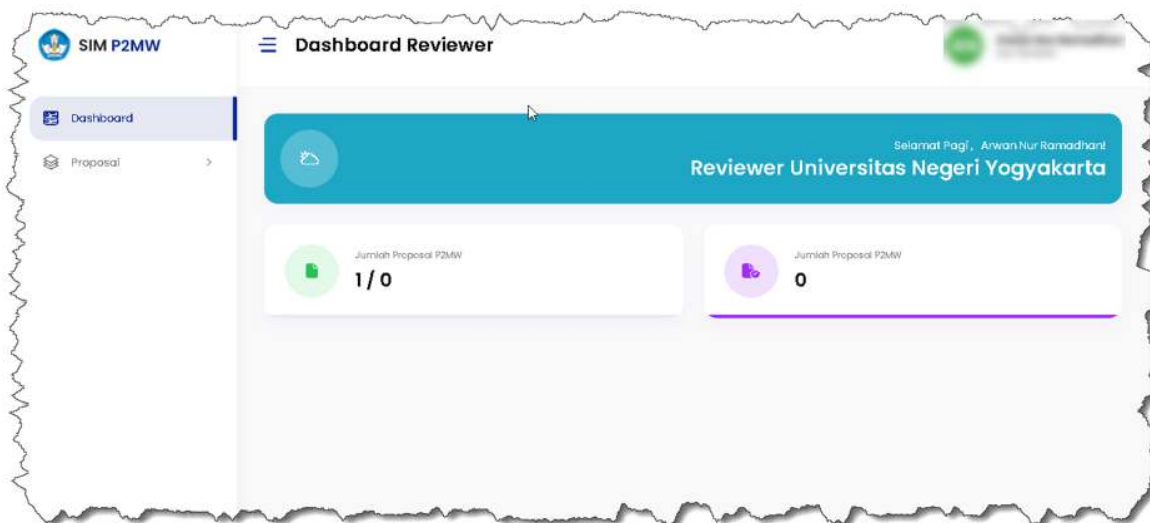 SIM P2MW
Dashboard Reviewer
Dashboard
Proposal
Selamat Pagi, Arwan Nur Ramadhan!
Reviewer Universitas Negeri Yogyakarta
Jumlah Proposal P2MW
1 / 0
Jumlah Proposal P2MW
0